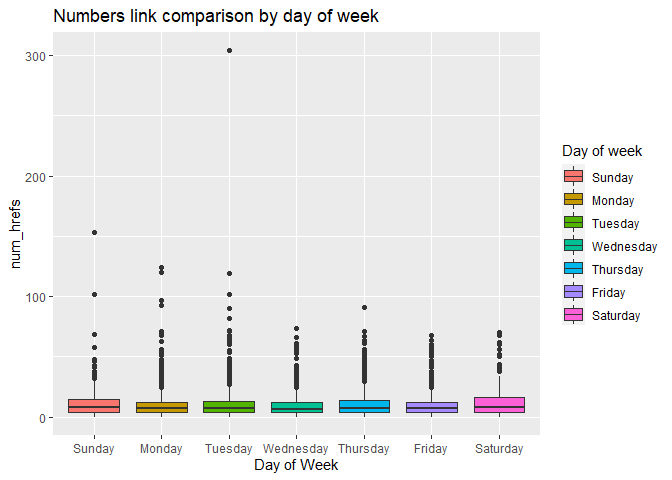 Numbers link comparison by day of week
300
200
100
0
num_hrefs
Sunday Monday Tuesday Wednesday Thursday Friday Saturday
Day of Week
Day of week
Sunday
Monday
Tuesday
Wednesday
Thursday
Friday
Saturday